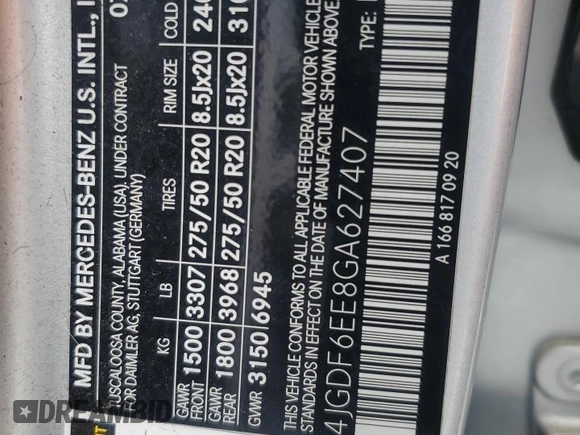 MFD BY MERCEDES-BENZ U.S. INTL.,
TUSCALOOSA COUNTY, ALABAMA (USA), UNDER CONTRACT
FOR DAIMLER AG, STUTTGART (GERMANY)
KG LB TIRES RIM SIZE COLD
GAWR FRONT 1500 3307 275/50 R20 8.5Jx20
GAWR REAR 1800 3968 275/50 R20 8.5Jx20
GVWR 3150 6945
THIS VEHICLE CONFORMS TO ALL APPLICABLE FEDERAL MOTOR VEHICLE
STANDARDS IN EFFECT ON THE DATE OF MANUFACTURE SHOWN ABOVE.
4JGDF6EE8GA627407 TYPE:
A 166 817 09 20
DIDIT.CARS